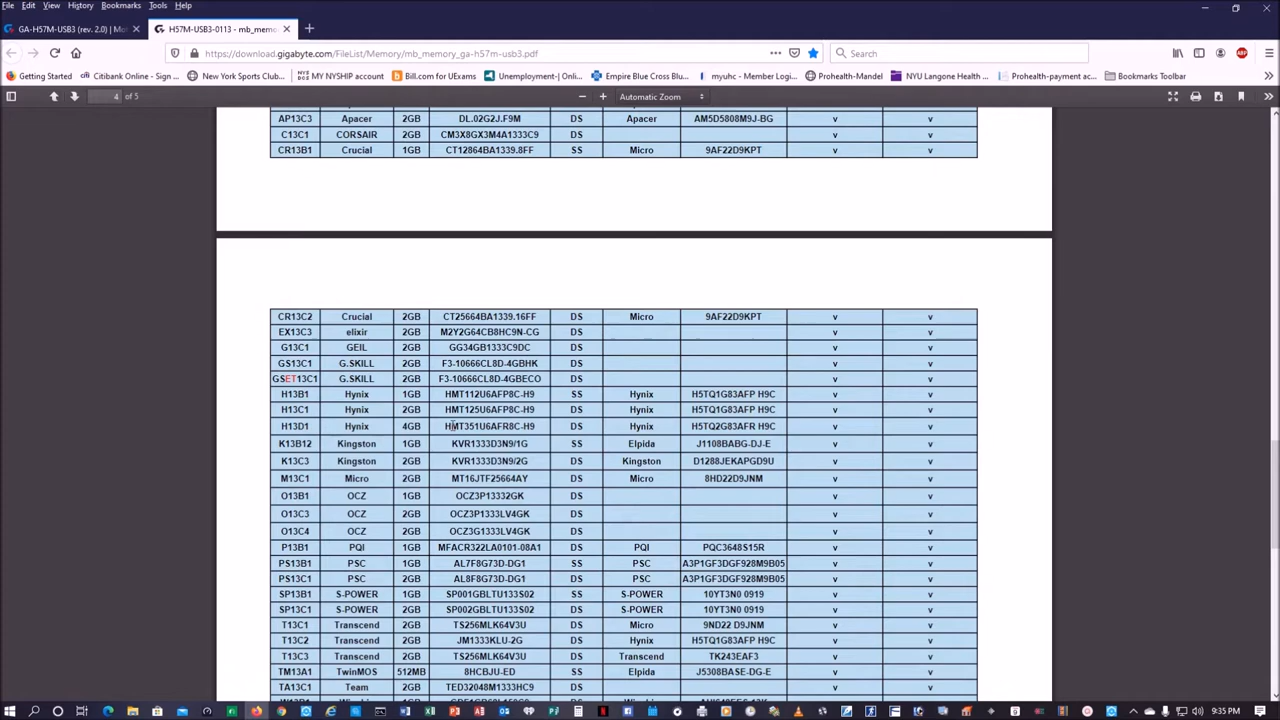 File Edit View History Bookmarks Tools Help
GA-H57M-USB3 (rev. 2.0) | Mo
H57M-USB3-0113 - mb_memo
https://download.gigabyte.com/FileList/Memory/mb_memory_ga-h57m-usb3.pdf
Search
Getting Started Citibank Online - Sign ... New York Sports Club... MY NYSHP account Bill.com for UExams Unemployment-| Onli... Empire Blue Cross Blu... myuhc - Member Logi... Prohealth-Mandel NYU Langone Health ... Prohealth-payment ac... Bookmarks Toolbar
4 of 5 Automatic Zoom
AP13C3 Apacer 2GB DL.02G2J.F9M DS Apacer AM5D5808M9J-BG v v
C13C1 CORSAIR 2GB CM3X8GX3M4A1333C9 DS v v
CR13B1 Crucial 1GB CT12864BA1339.8FF SS Micro 9AF22D9KPT v v
CR13C2 Crucial 2GB CT25664BA1339.16FF DS Micro 9AF22D9KPT v v
EX13C3 elixir 2GB M2Y2G64CB8HC9N-CG DS v v
G13C1 GEIL 2GB GG34GB1333C9DC DS v v
GS13C1 G.SKILL 2GB F3-10666CL8D-4GBHK DS v v
GSET13C1 G.SKILL 2GB F3-10666CL8D-4GBECO DS v v
H13B1 Hynix 1GB HMT112U6AFP8C-H9 SS Hynix H5TQ1G83AFP H9C v v
H13C1 Hynix 2GB HMT125U6AFP8C-H9 DS Hynix H5TQ1G83AFP H9C v v
H13D1 Hynix 4GB HMT351U6AFR8C-H9 DS Hynix H5TQ2G83AFR H9C v v
K13B12 Kingston 1GB KVR1333D3N9/1G SS Elpida J1108BABG-DJ-E v v
K13C3 Kingston 2GB KVR1333D3N9/2G DS Kingston D1288JEKAPGD9U v v
M13C1 Micro 2GB MT16JTF25664AY DS Micro 8HD22D9JNM v v
O13B1 OCZ 1GB OCZ3P13332GK DS v v
O13C3 OCZ 2GB OCZ3P1333LV4GK DS v v
O13C4 OCZ 2GB OCZ3G1333LV4GK DS v v
P13B1 PQI 1GB MFACR322LA0101-08A1 DS PQI PQC3648S15R v v
PS13B1 PSC 1GB AL7F8G73D-DG1 SS PSC A3P1GF3DGF928M9B05 v v
PS13C1 PSC 2GB AL8F8G73D-DG1 DS PSC A3P1GF3DGF928M9B05 v v
SP13B1 S-POWER 1GB SP001GBLTU133S02 SS S-POWER 10YT3N0 0919 v v
SP13C1 S-POWER 2GB SP002GBLTU133S02 DS S-POWER 10YT3N0 0919 v v
T13C1 Transcend 2GB TS256MLK64V3U DS Micro 9ND22 D9JNM v v
T13C2 Transcend 2GB JM1333KLU-2G DS Hynix H5TQ1G83AFP H9C v v
T13C3 Transcend 2GB TS256MLK64V3U DS Transcend TK243EAF3 v v
TM13A1 TwinMOS 512MB 8HCBJU-ED SS Elpida J5308BASE-DG-E v v
TA13C1 Team 2GB TED32048M1333HC9 DS v v
9:35 PM